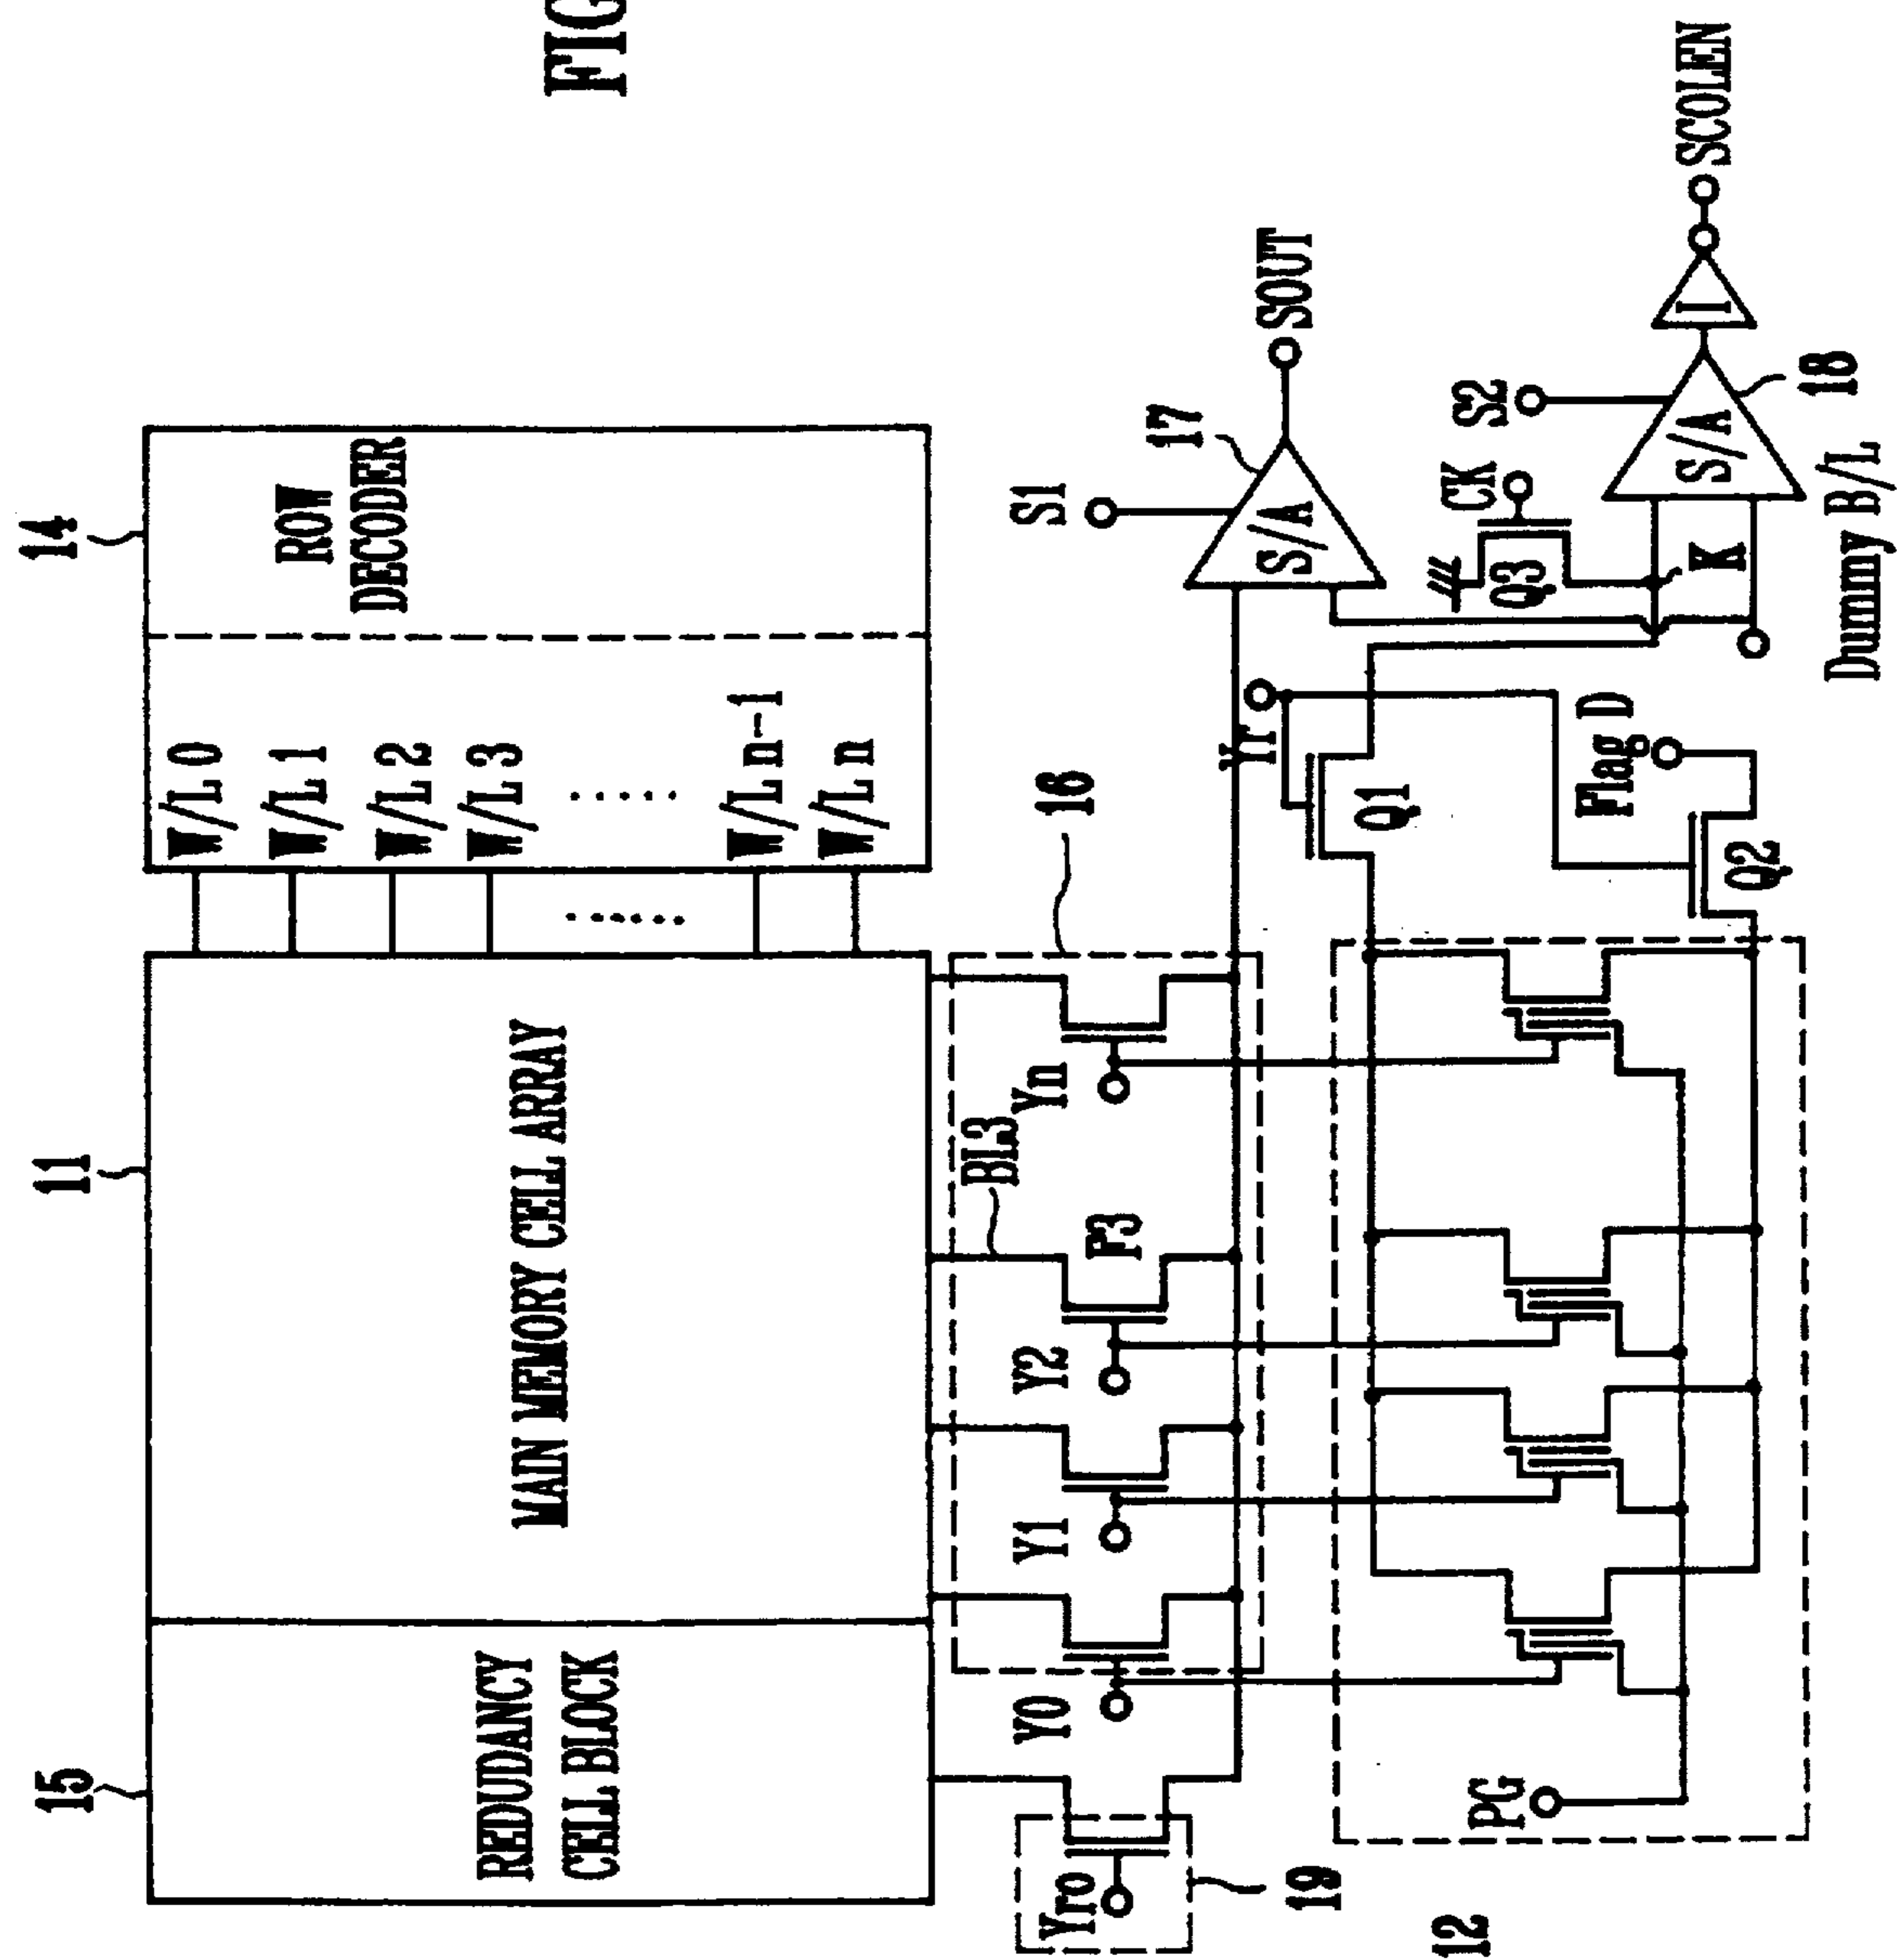 FIG
14
ROW
DECODER
W/L 0
W/L 1
W/L 2
W/L 3
......
W/L n-1
W/L n
.......
11
MAIN MEMORY CELL ARRAY
15
REDUDANCY
CELL BLOCK
16
BL3
Yn
F3
Y2
Y1
Y0
Yro
19
S1
17
S/A
SOUT
Yr
Q1
CK
Q3
K
S2
S/A
18
I
SCOLEN
Dummy B/L
Flag D
Q2
PG
12